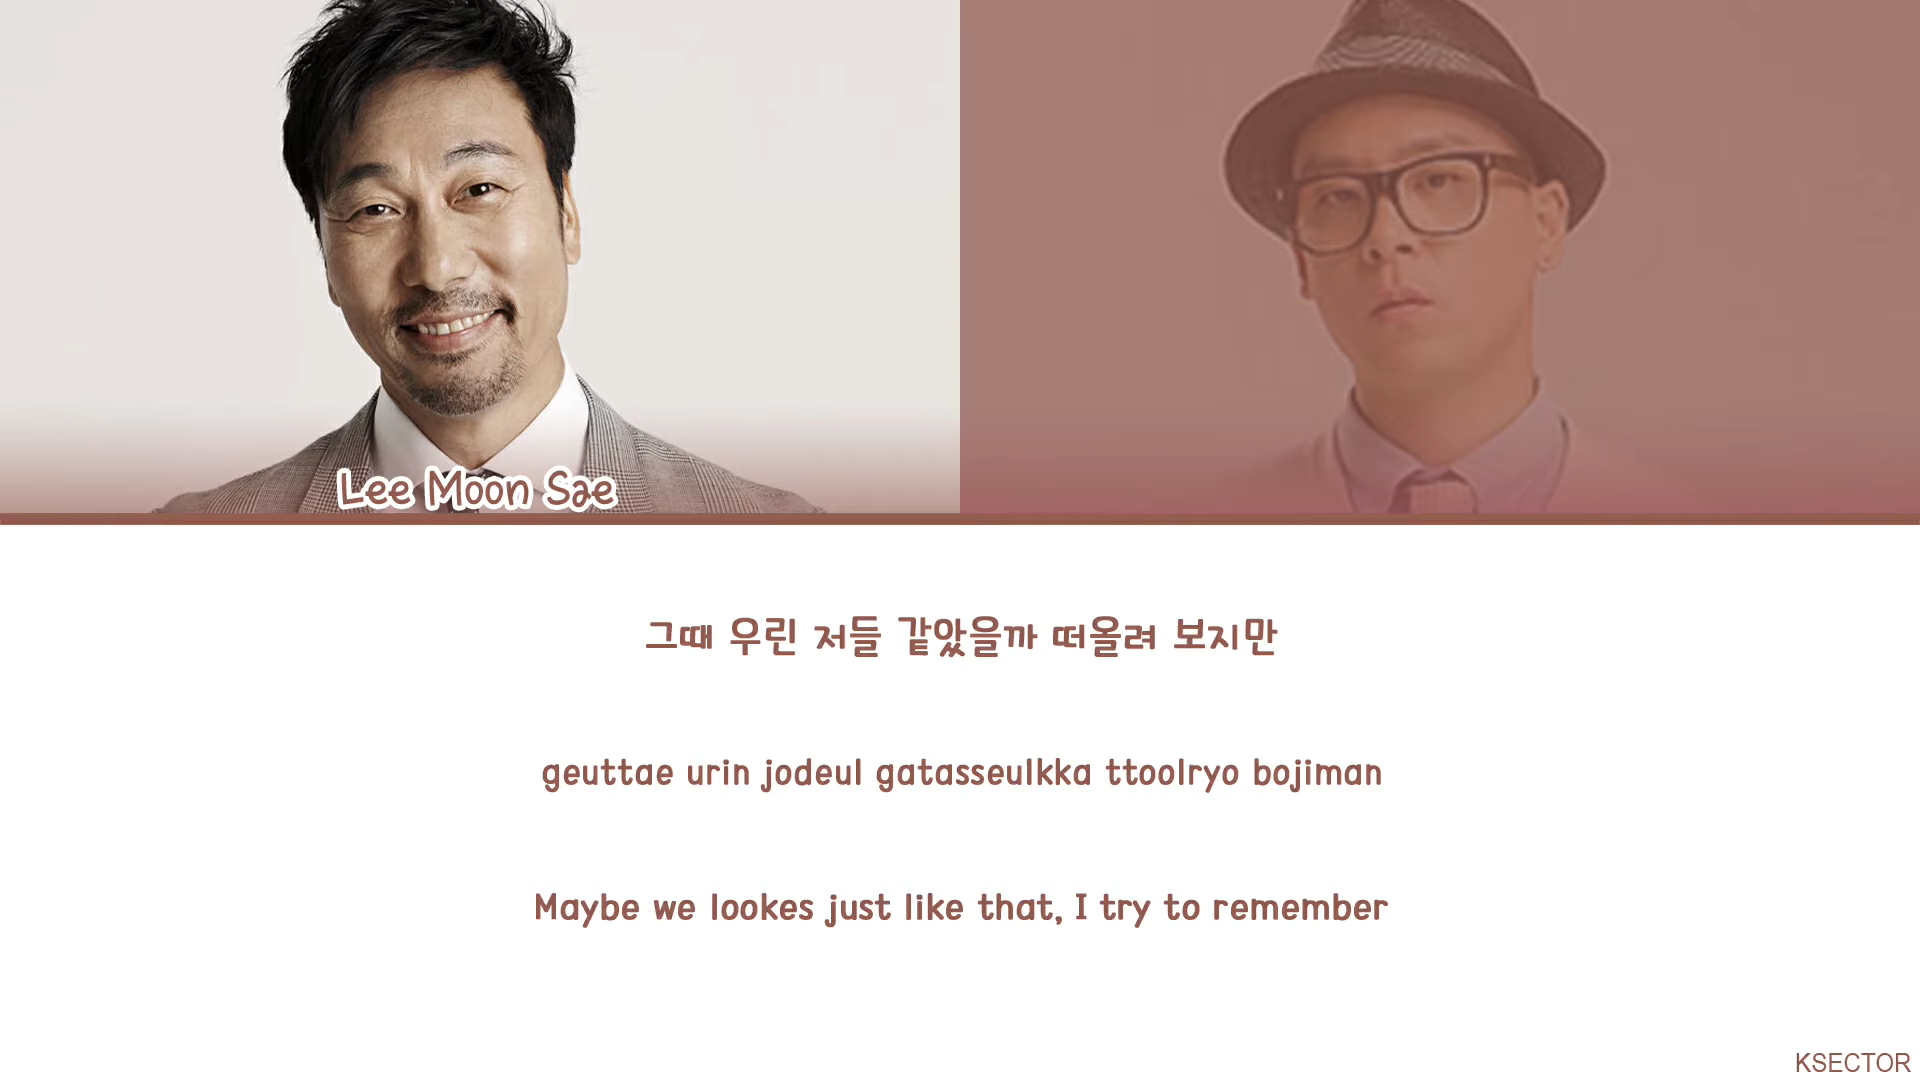 Lee Moon Sae
그때 우린 저들 같았을까 떠올려 보지만
geuttae urin jodeul gatasseulkka ttoolryo bojiman
Maybe we lookes just like that, I try to remember
KSECTOR